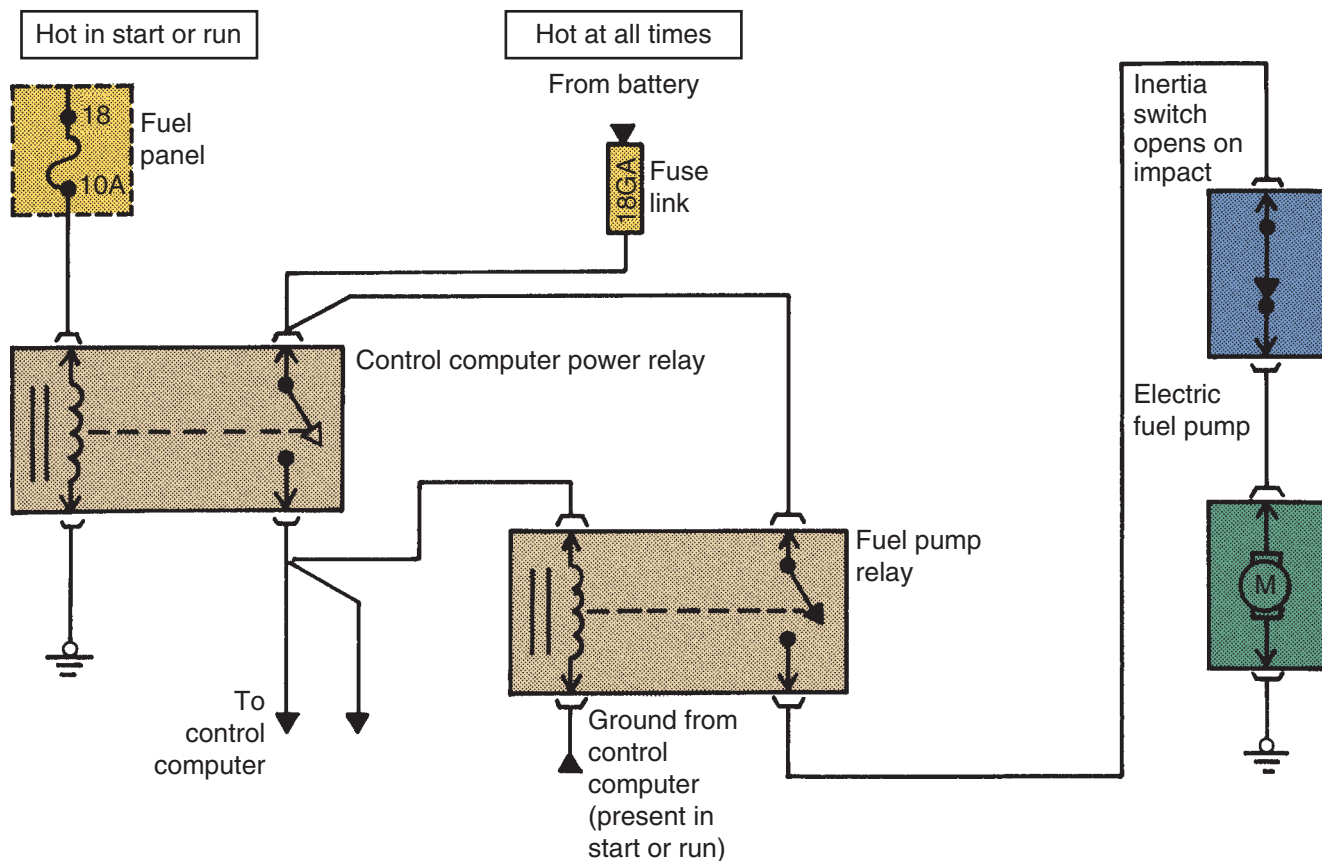 Hot in start or run
Hot at all times
From battery
18
10A
Fuel
panel
18GA
Fuse
link
Inertia
switch
opens on
impact
Control computer power relay
Electric
fuel pump
Fuel pump
relay
M
To
control
computer
Ground from
control
computer
(present in
start or run)